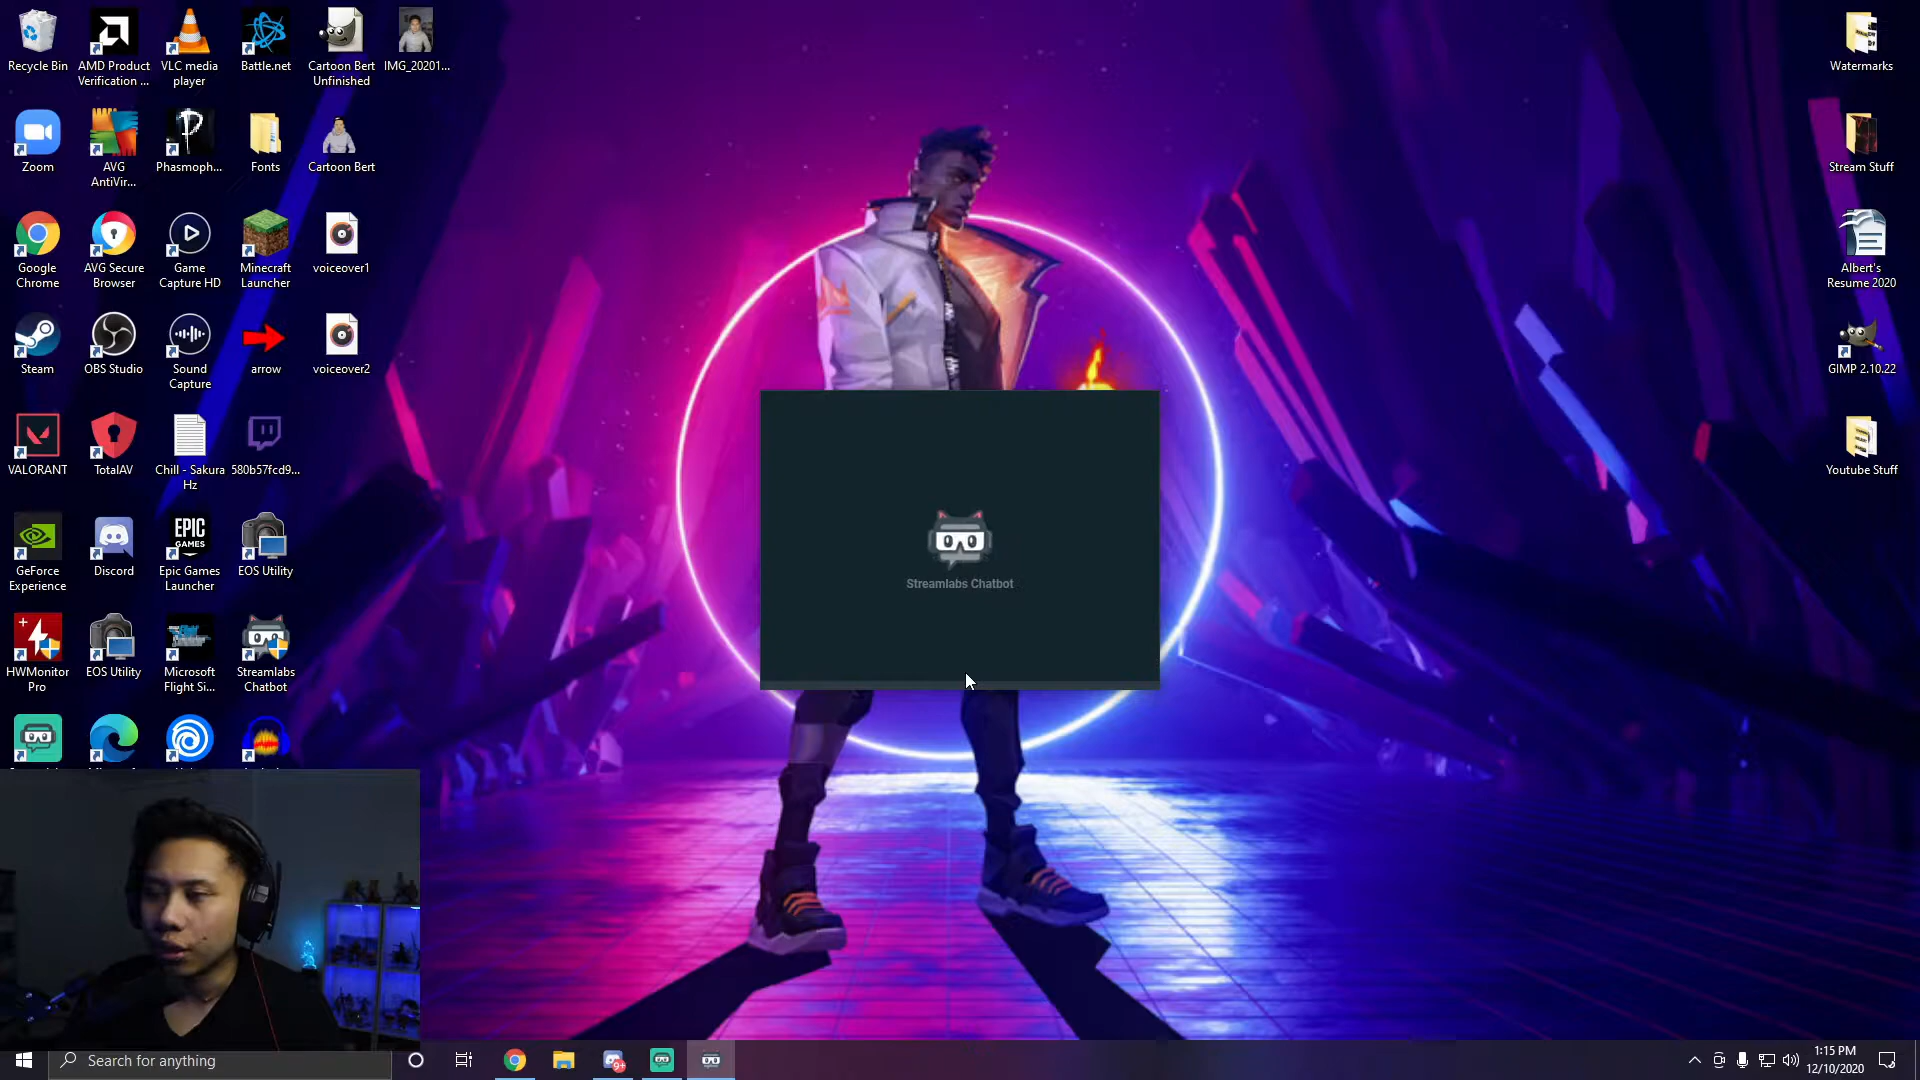 Recycle Bin
AMD Product
Verification ...
VLC media
player
Battle.net
Cartoon Bert
Unfinished
IMG_20201...
Watermarks
Zoom
AVG
AntiVir...
Phasmoph...
Fonts
Cartoon Bert
Stream Stuff
Google
Chrome
AVG Secure
Browser
Game
Capture HD
Minecraft
Launcher
voiceover1
Albert's
Resume 2020
Steam
OBS Studio
Sound
Capture
arrow
voiceover2
GIMP 2.10.22
VALORANT
TotalAV
Chill - Sakura
Hz
580b57fcd9...
Youtube Stuff
GeForce
Experience
Discord
EPIC
GAMES
Epic Games
Launcher
EOS Utility
Streamlabs Chatbot
HWMonitor
Pro
EOS Utility
Microsoft
Flight Si...
Streamlabs
Chatbot
Search for anything
9+
1:15 PM
12/10/2020